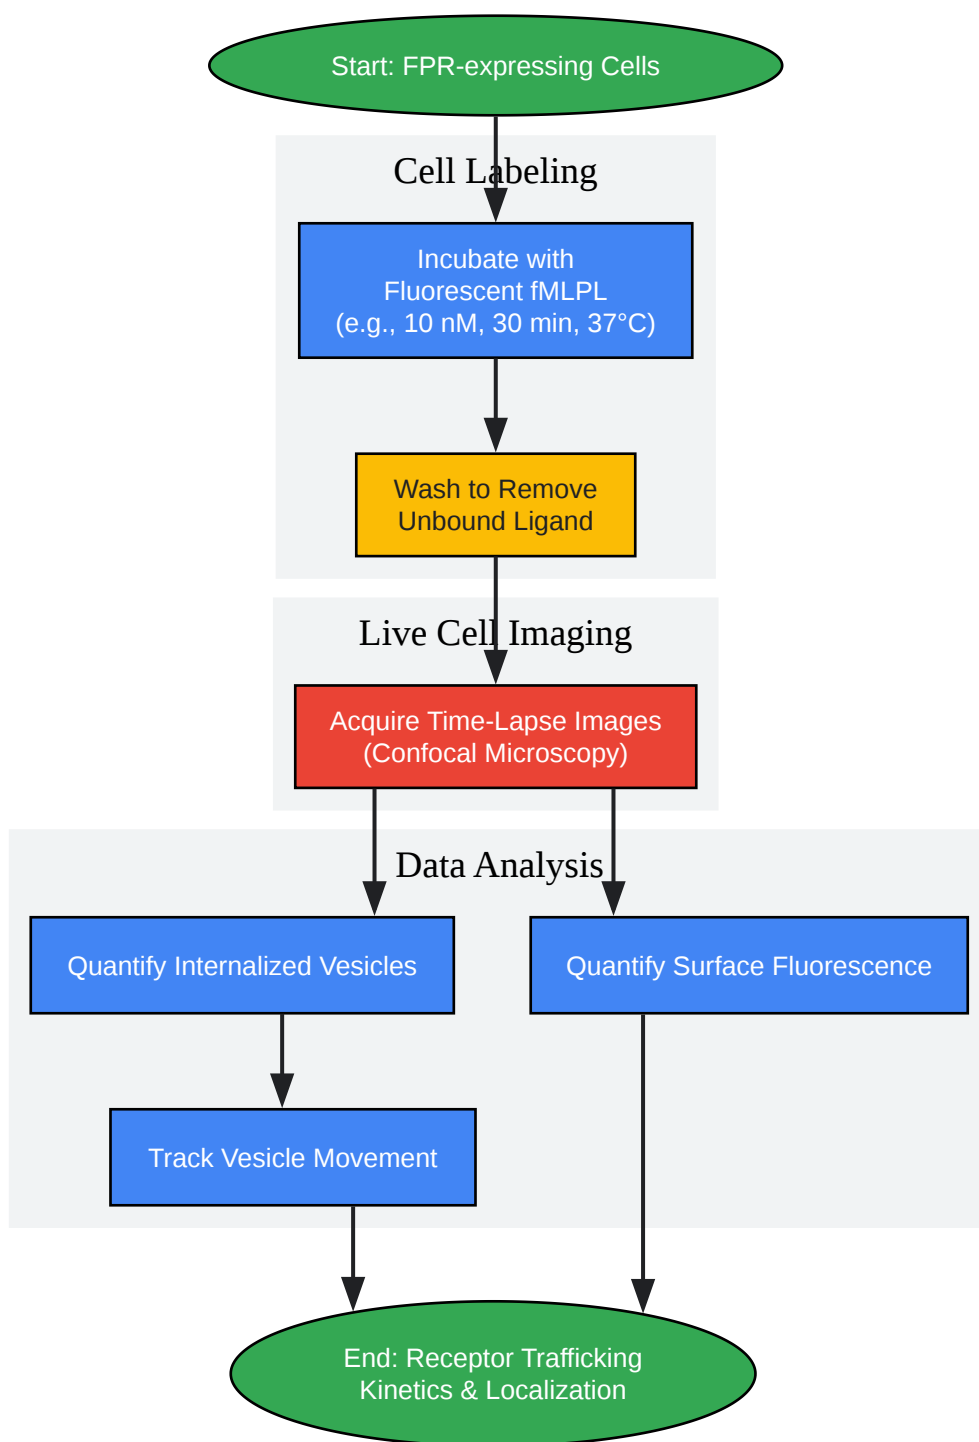 Start: FPR-expressing Cells
Cell Labeling
Incubate with
Fluorescent fMLPL
(e.g., 10 nM, 30 min, 37°C)
Wash to Remove
Unbound Ligand
Live Cell Imaging
Acquire Time-Lapse Images
(Confocal Microscopy)
Data Analysis
Quantify Internalized Vesicles
Quantify Surface Fluorescence
Track Vesicle Movement
End: Receptor Trafficking
Kinetics & Localization